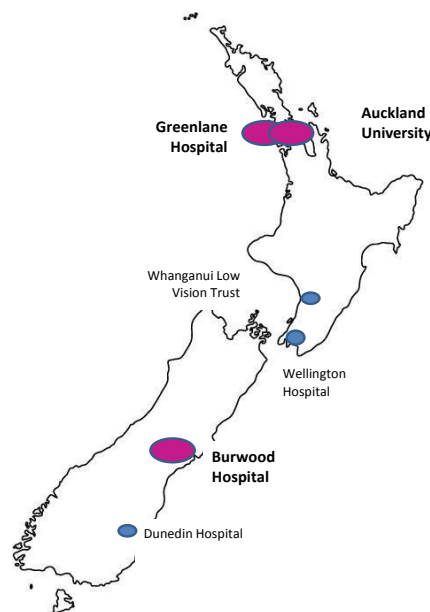 Greenlane
Hospital
Auckland
University
Whanganui Low
Vision Trust
Wellington
Hospital
Burwood
Hospital
Dunedin Hospital